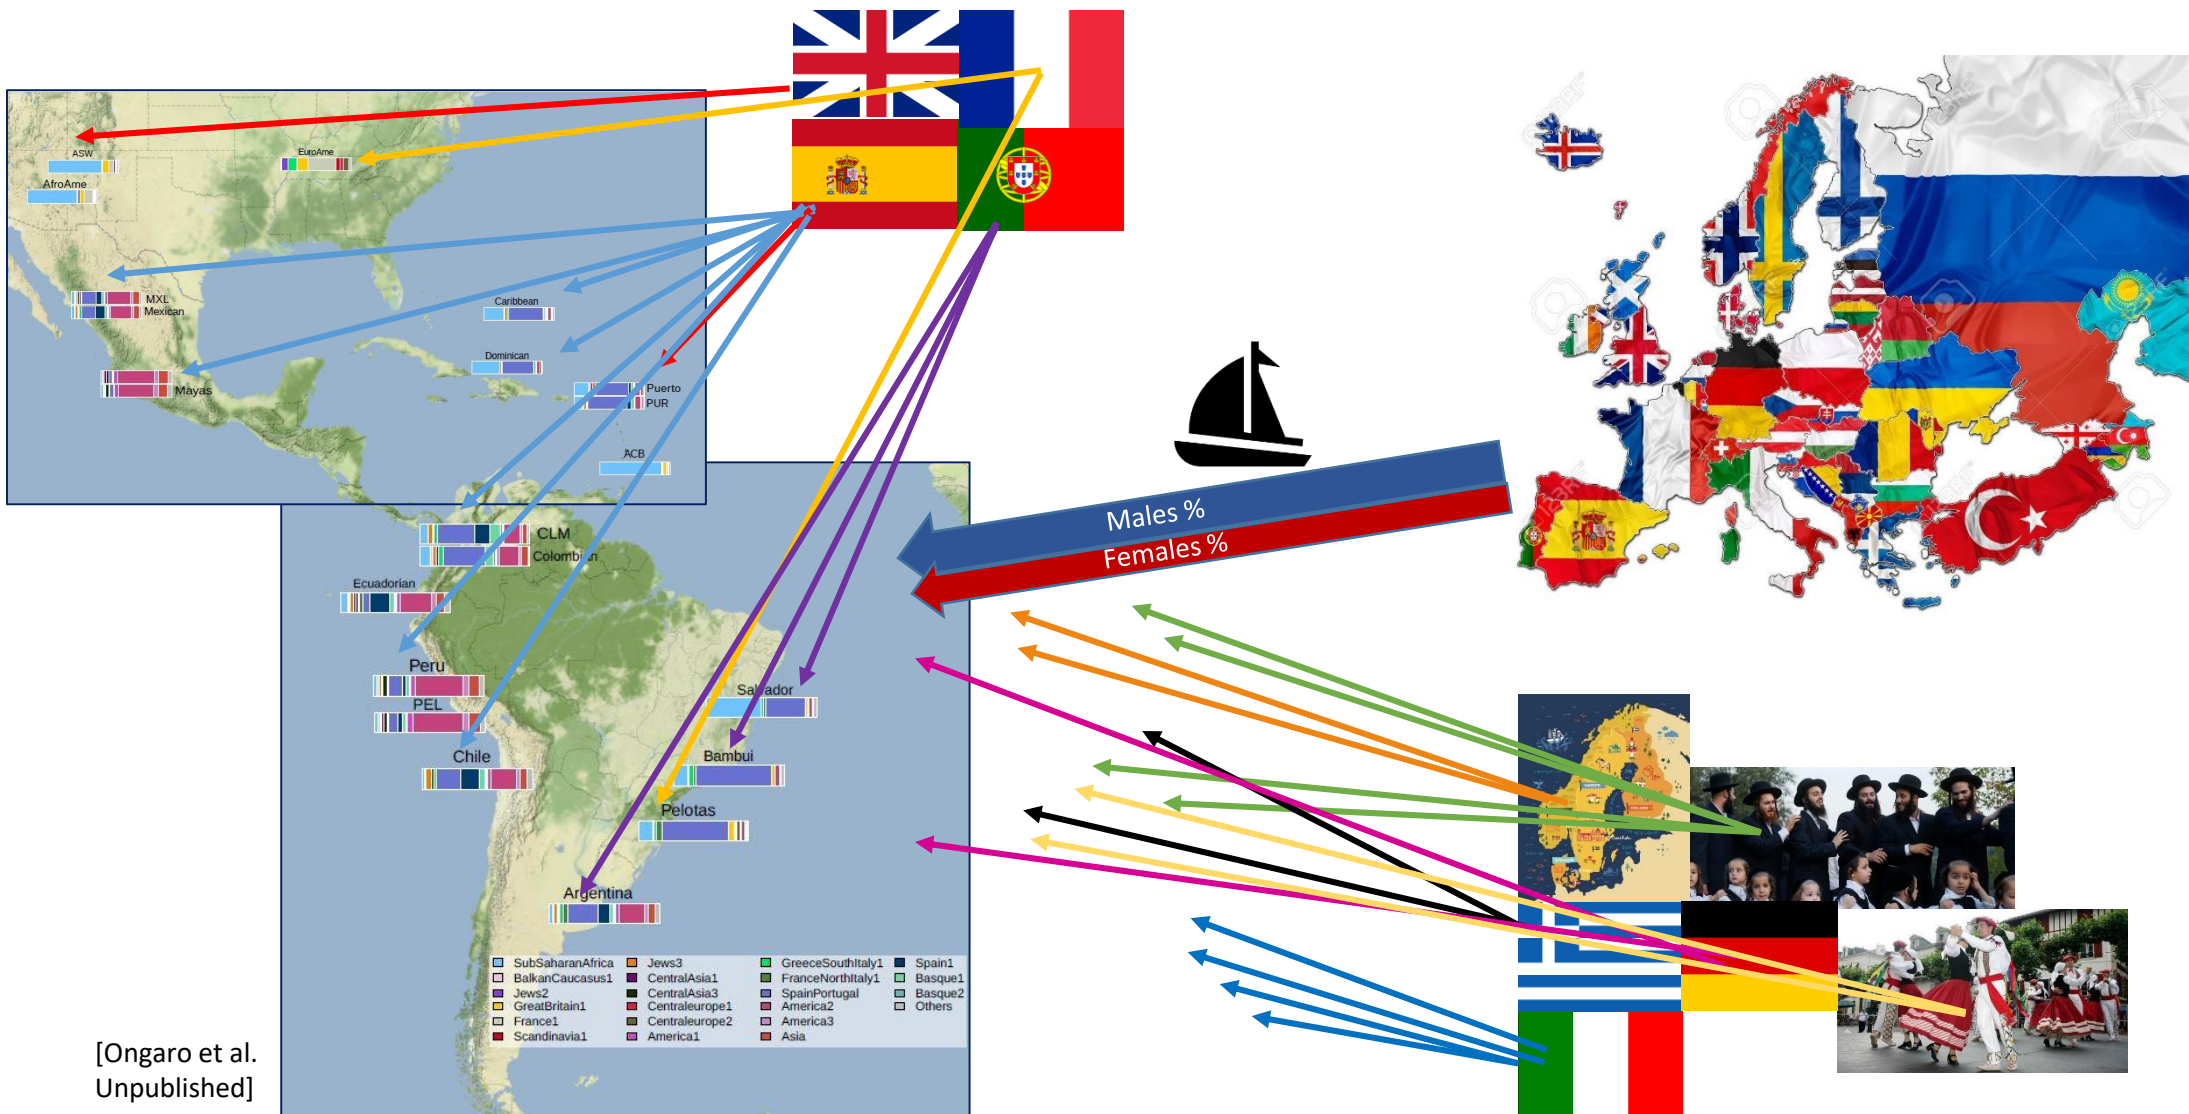 ASW
EuroAme
AfroAme
MXL
Mexican
Caribbean
Dominican
Mayas
Puerto
PUR
ACB
CLM
Colombian
Ecuadorian
Peru
PEL
Chile
Salvador
Bambui
Pelotas
Argentina
Males %
Females %
SubSaharanAfrica
BalkanCaucasus1
Jews2
GreatBritain1
France1
Scandinavia1
Jews3
CentralAsia1
CentralAsia3
Centraleurope1
Centraleurope2
America1
GreeceSouthItaly1
FranceNorthItaly1
SpainPortugal
America2
America3
Asia
Spain1
Basque1
Basque2
Others
[Ongaro et al.
Unpublished]